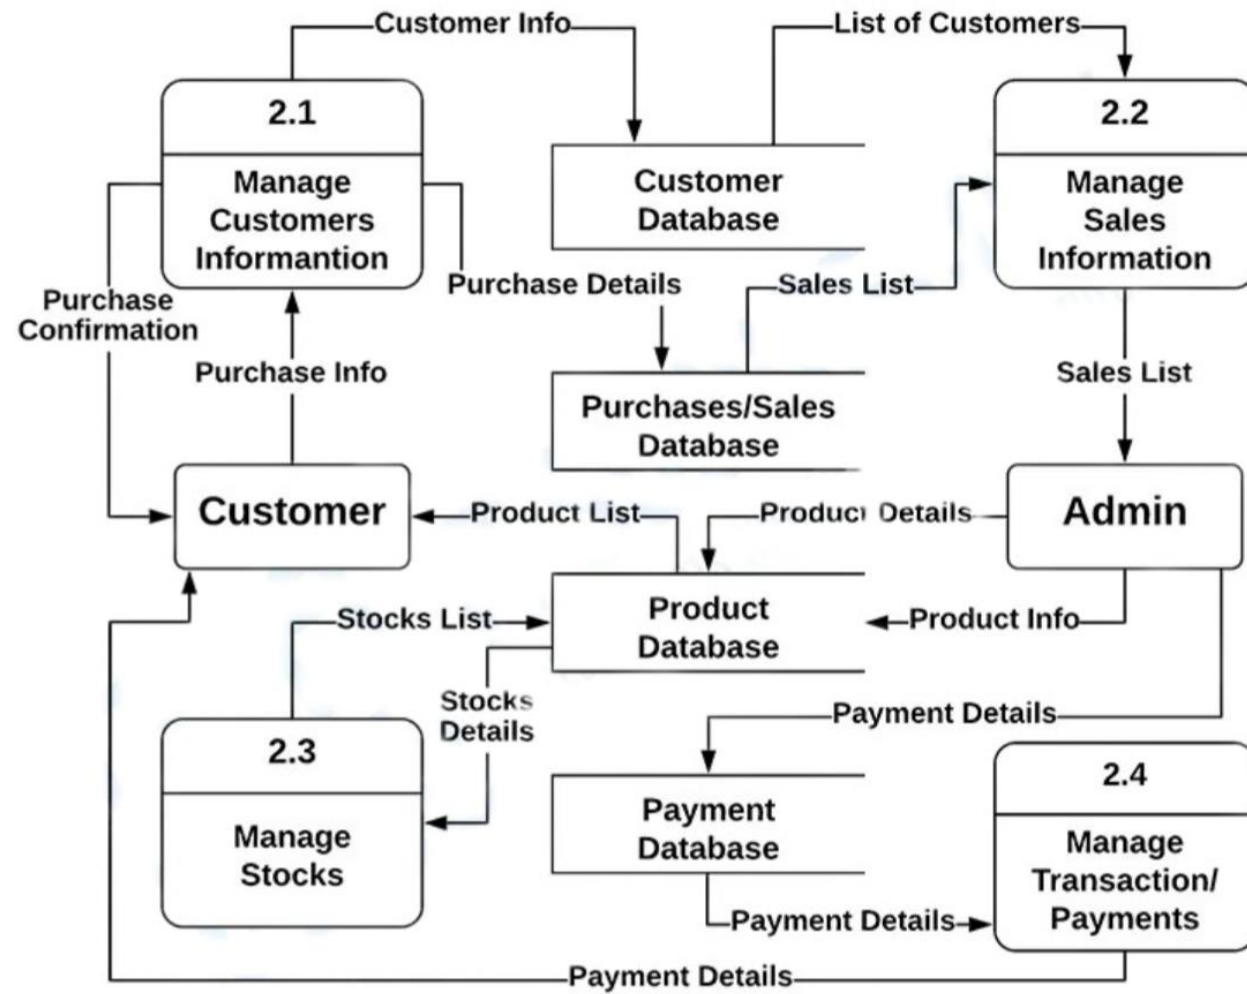 Customer Info
List of Customers
2.1
2.2
Manage
Customers
Informantion
Customer
Database
Manage
Sales
Information
Purchase
Confirmation
Purchase Details
Sales List
Purchase Info
Sales List
Purchases/Sales
Database
Customer
Product List
Product Details
Admin
Stocks List
Product
Database
Product Info
Stocks
Details
Payment Details
2.3
Manage
Stocks
Payment
Database
2.4
Manage
Transaction/
Payments
Payment Details
Payment Details